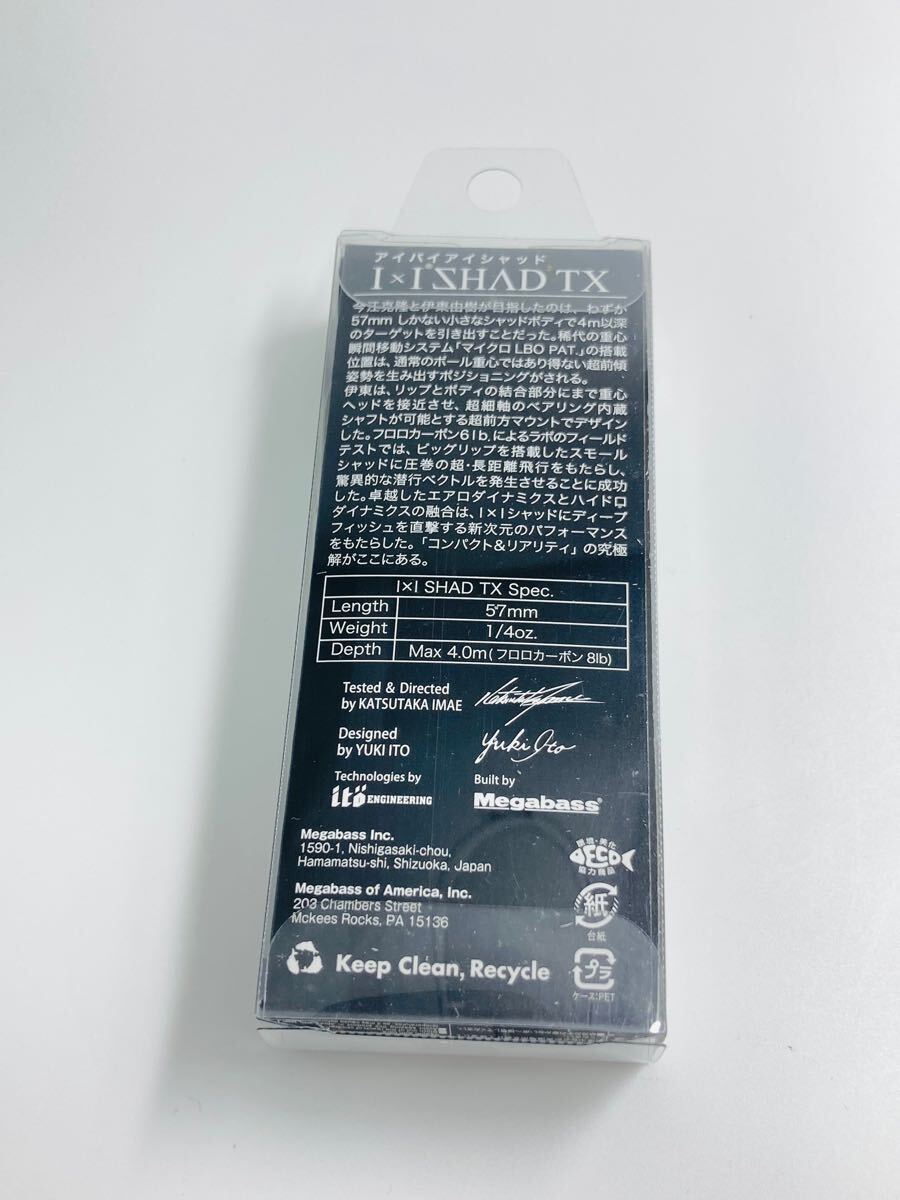 アイバイアイシャッド
I×I SHAD TX
今江克隆と伊東由樹が目指したのは、わずか
57mm しかない小さなシャッドボディで4m以深
のターゲットを引き出すことだった。稀代の重心
瞬間移動システム「マイクロ LBO PAT.」の搭載
位置は、通常のボール重心ではあり得ない超前傾
姿勢を生み出すポジショニングがされる。
伊東は、リップとボディの結合部分にまで重心
ヘッドを接近させ、超細軸のベアリング内蔵
シャフトが可能とする超前方マウントでデザイン
した。フロロカーボン6lb.によるラボのフィールド
テストでは、ビッグリップを搭載したスモール
シャッドに圧巻の超・長距離飛行をもたらし、
驚異的な潜行ベクトルを発生させることに成功
した。卓越したエアロダイナミクスとハイドロ
ダイナミクスの融合は、I×Iシャッドにディープ
フィッシュを直撃する新次元のパフォーマンス
をもたらした。「コンパクト&リアリティ」の究極
解がここにある。
I×I SHAD TX Spec.
Length 57mm
Weight 1/4oz.
Depth Max 4.0m(フロロカーボン 8lb)
Tested & Directed
by KATSUTAKA IMAE
Designed
by YUKI ITO
Yuki Ito
Technologies by
itö ENGINEERING
Built by
Megabass
Megabass Inc.
1590-1, Nishigasaki-chou,
Hamamatsu-shi, Shizuoka, Japan
Megabass of America, Inc.
203 Chambers Street
Mckees Rocks, PA 15136
環境・美化
ECO
協力商品
紙
台紙
プラ
ケース:PET
Keep Clean, Recycle